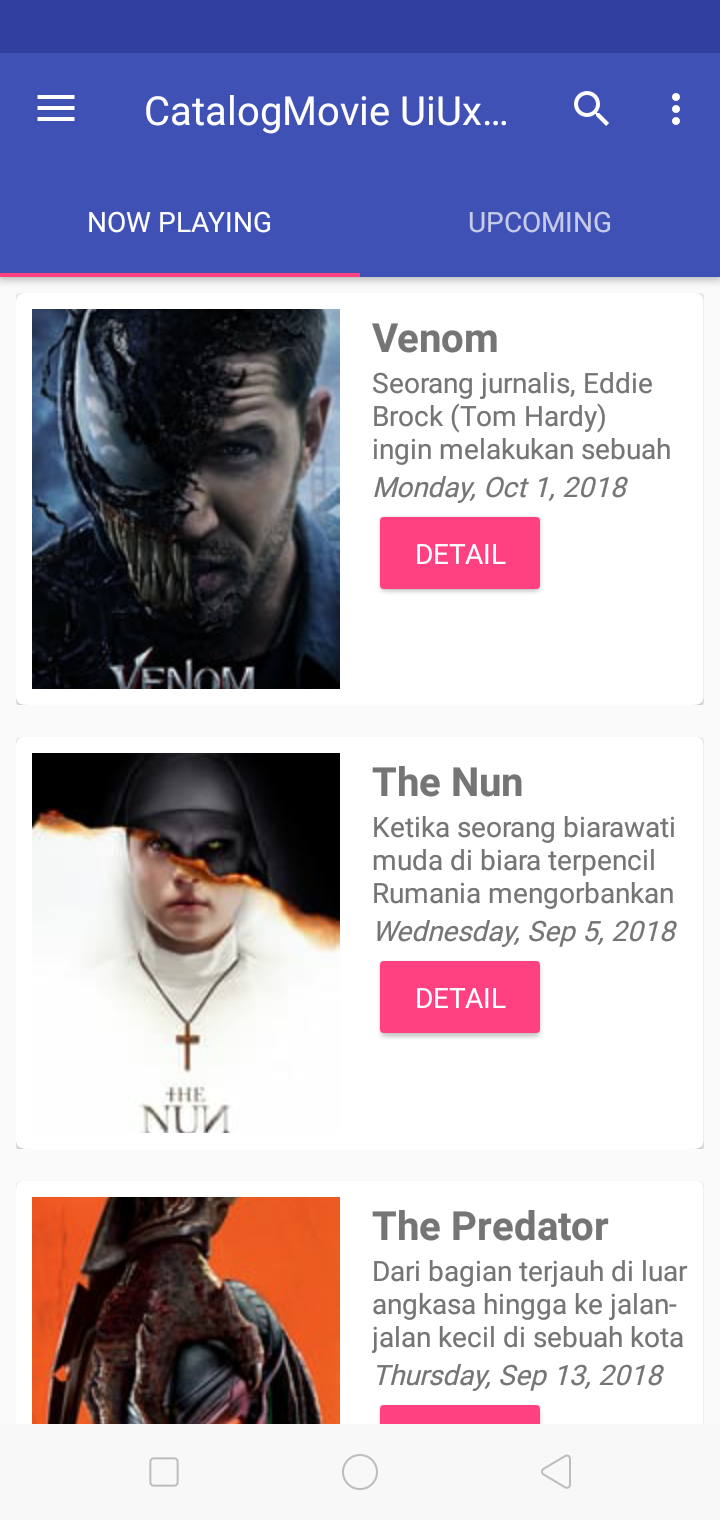 CatalogMovie UiUx...
NOW PLAYING
UPCOMING
Venom
Seorang jurnalis, Eddie
Brock (Tom Hardy)
ingin melakukan sebuah
Monday, Oct 1, 2018
DETAIL
VENOM
The Nun
Ketika seorang biarawati
muda di biara terpencil
Rumania mengorbankan
Wednesday, Sep 5, 2018
DETAIL
THE
NUN
The Predator
Dari bagian terjauh di luar
angkasa hingga ke jalan-
jalan kecil di sebuah kota
Thursday, Sep 13, 2018